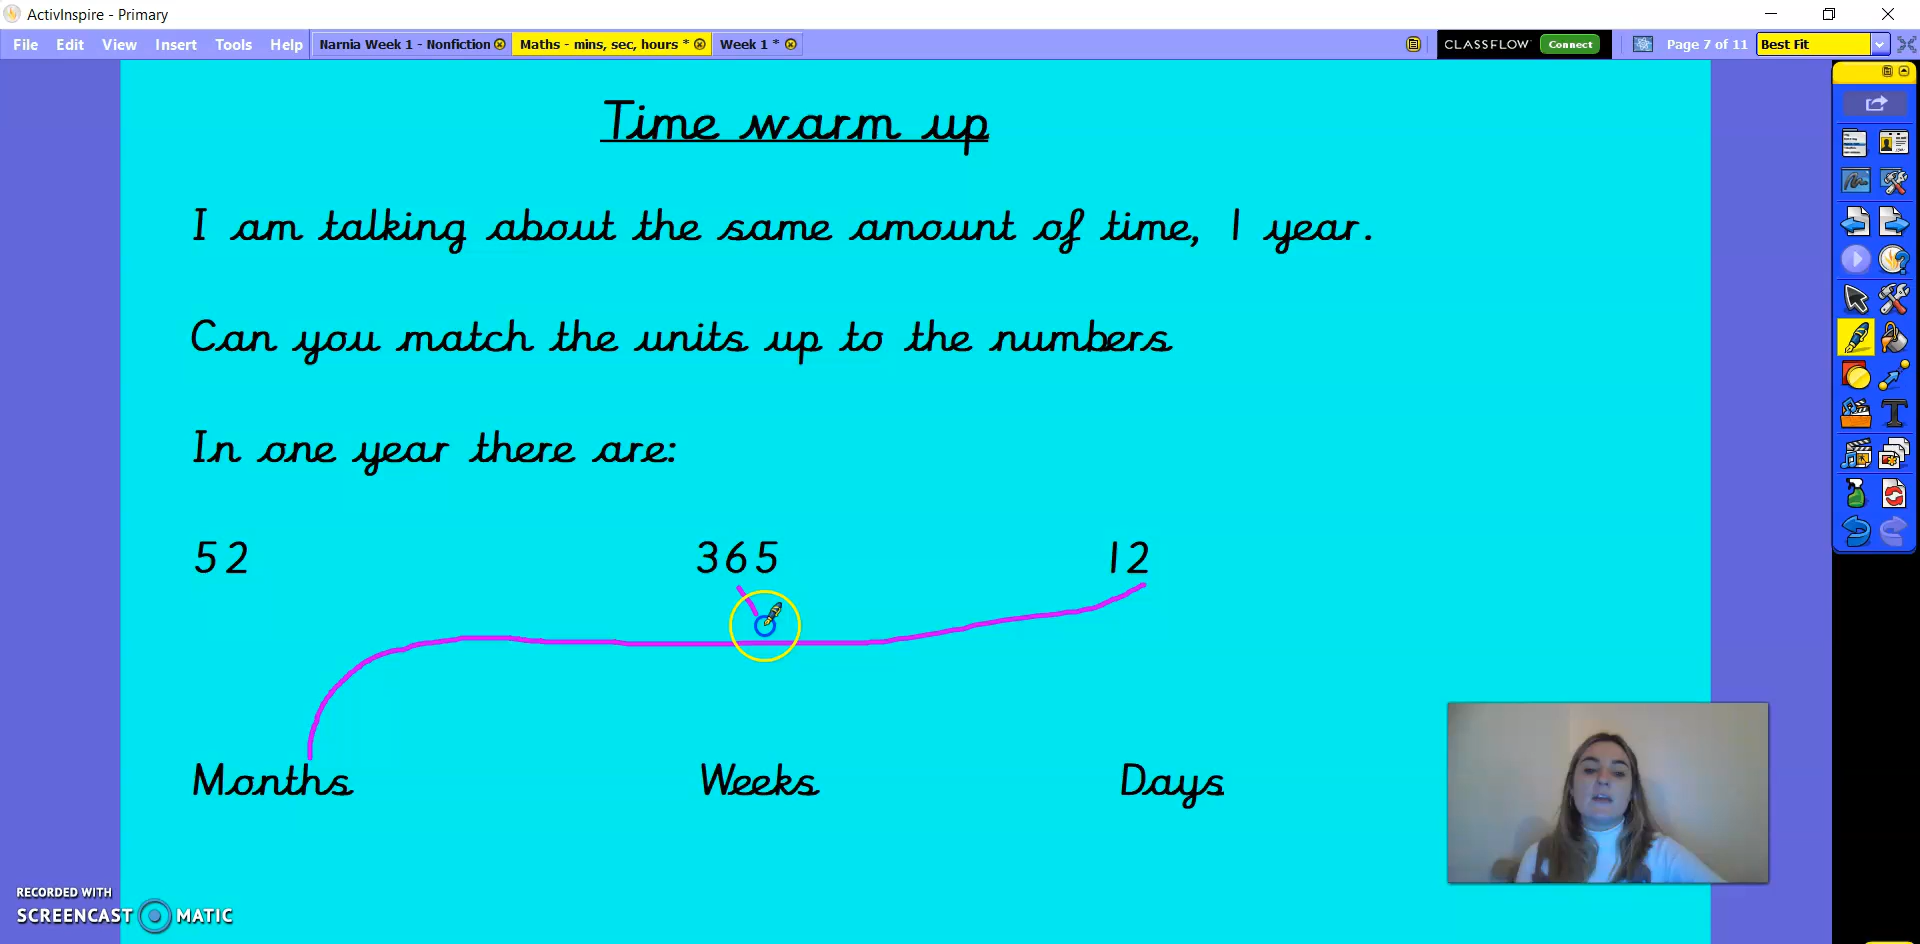 ActivInspire - Primary
File Edit View Insert Tools Help Narnia Week 1 - Nonfiction Maths - mins, sec, hours * Week 1 * CLASSFLOW Connect Page 7 of 11 Best Fit
Time warm up
I am talking about the same amount of time, 1 year.
Can you match the units up to the numbers
In one year there are:
52 365 12
Months Weeks Days
RECORDED WITH
SCREENCAST MATIC